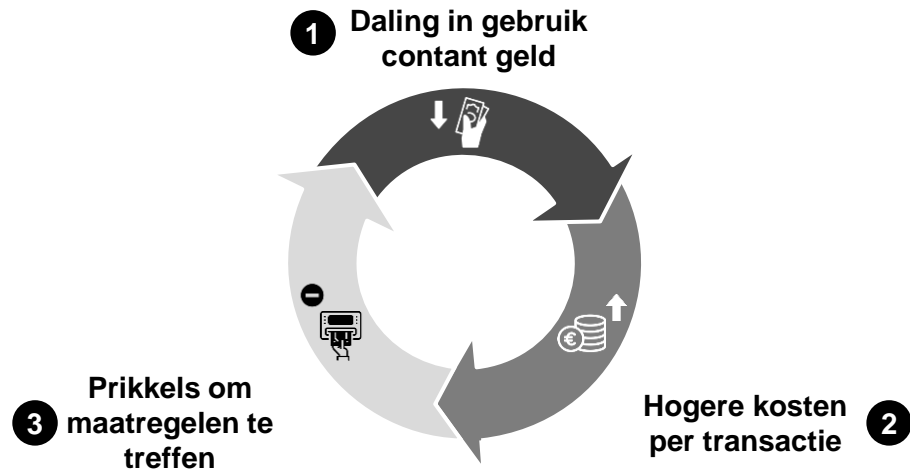 1
Daling in gebruik
contant geld
€
Hogere kosten
per transactie
2
3
Prikkels om
maatregelen te
treffen